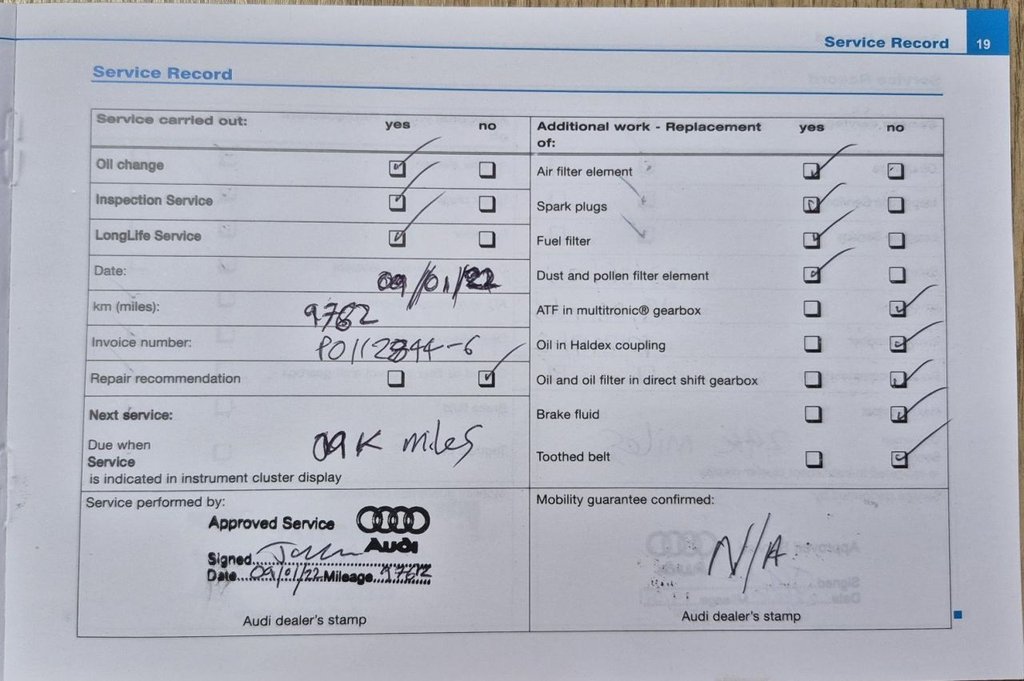 Service Record 19
Service Record
Service carried out: yes no
Oil change
Inspection Service
LongLife Service
Date: 09/01/22
km (miles): 9762
Invoice number: P0112844-6
Repair recommendation
Next service:
Due when
Service
is indicated in instrument cluster display
09K miles
Service performed by:
Approved Service
Audi
Signed
Date 09/01/22 Mileage 9762
Audi dealer's stamp
Additional work - Replacement of: yes no
Air filter element
Spark plugs
Fuel filter
Dust and pollen filter element
ATF in multitronic® gearbox
Oil in Haldex coupling
Oil and oil filter in direct shift gearbox
Brake fluid
Toothed belt
Mobility guarantee confirmed:
N/A
Audi dealer's stamp